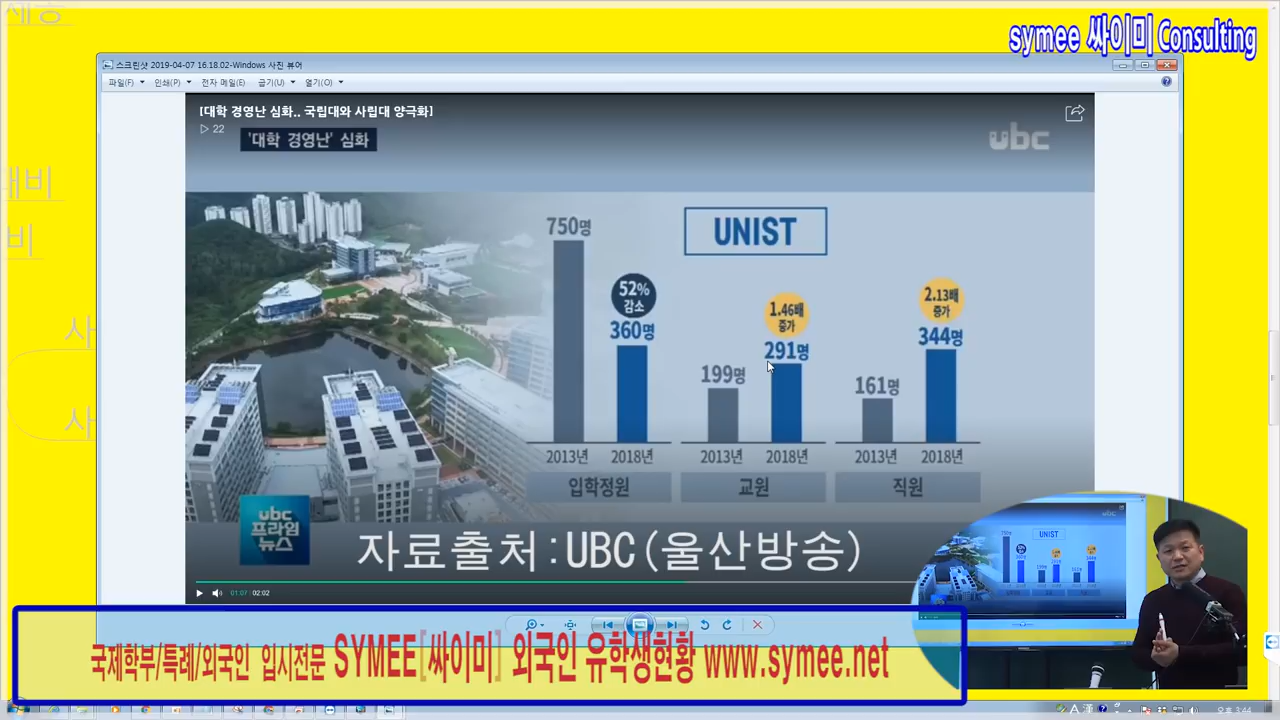 symee 싸이미 Consulting
스크린샷 2019-04-07 16.18.02-Windows 사진 뷰어
파일(F) 인쇄(P) 전자 메일(E) 굽기(U) 열기(O)
[대학 경영난 심화.. 국립대와 사립대 양극화]
22
'대학 경영난' 심화
ubc
UNIST
750명
52%
감소
360명
199명
1.46배
증가
291명
161명
2.13배
증가
344명
2013년 2018년 2013년 2018년 2013년 2018년
입학정원 교원 직원
ubc
프라임
뉴스
자료출처:UBC(울산방송)
01:07 02:02
국제학부/특례/외국인 입시전문 SYMEE[싸이미] 외국인 유학생현황 www.symee.net
UNIST
A 漢
오후 3:44